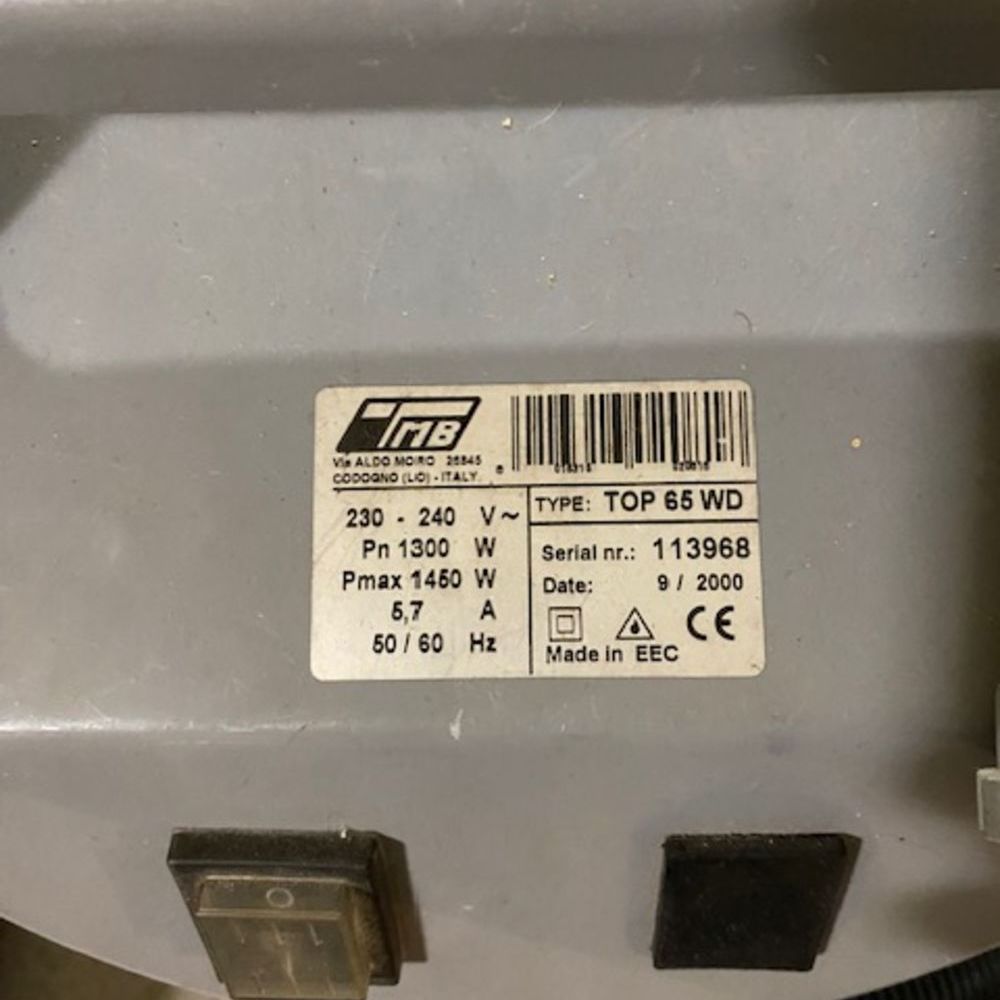 TMB
Via ALDO MORO 26845
CODOGNO (LO) - ITALY
230 - 240 V~
Pn 1300 W
Pmax 1450 W
5,7 A
50 / 60 Hz
TYPE: TOP 65 WD
Serial nr.: 113968
Date: 9 / 2000
CE
Made in EEC